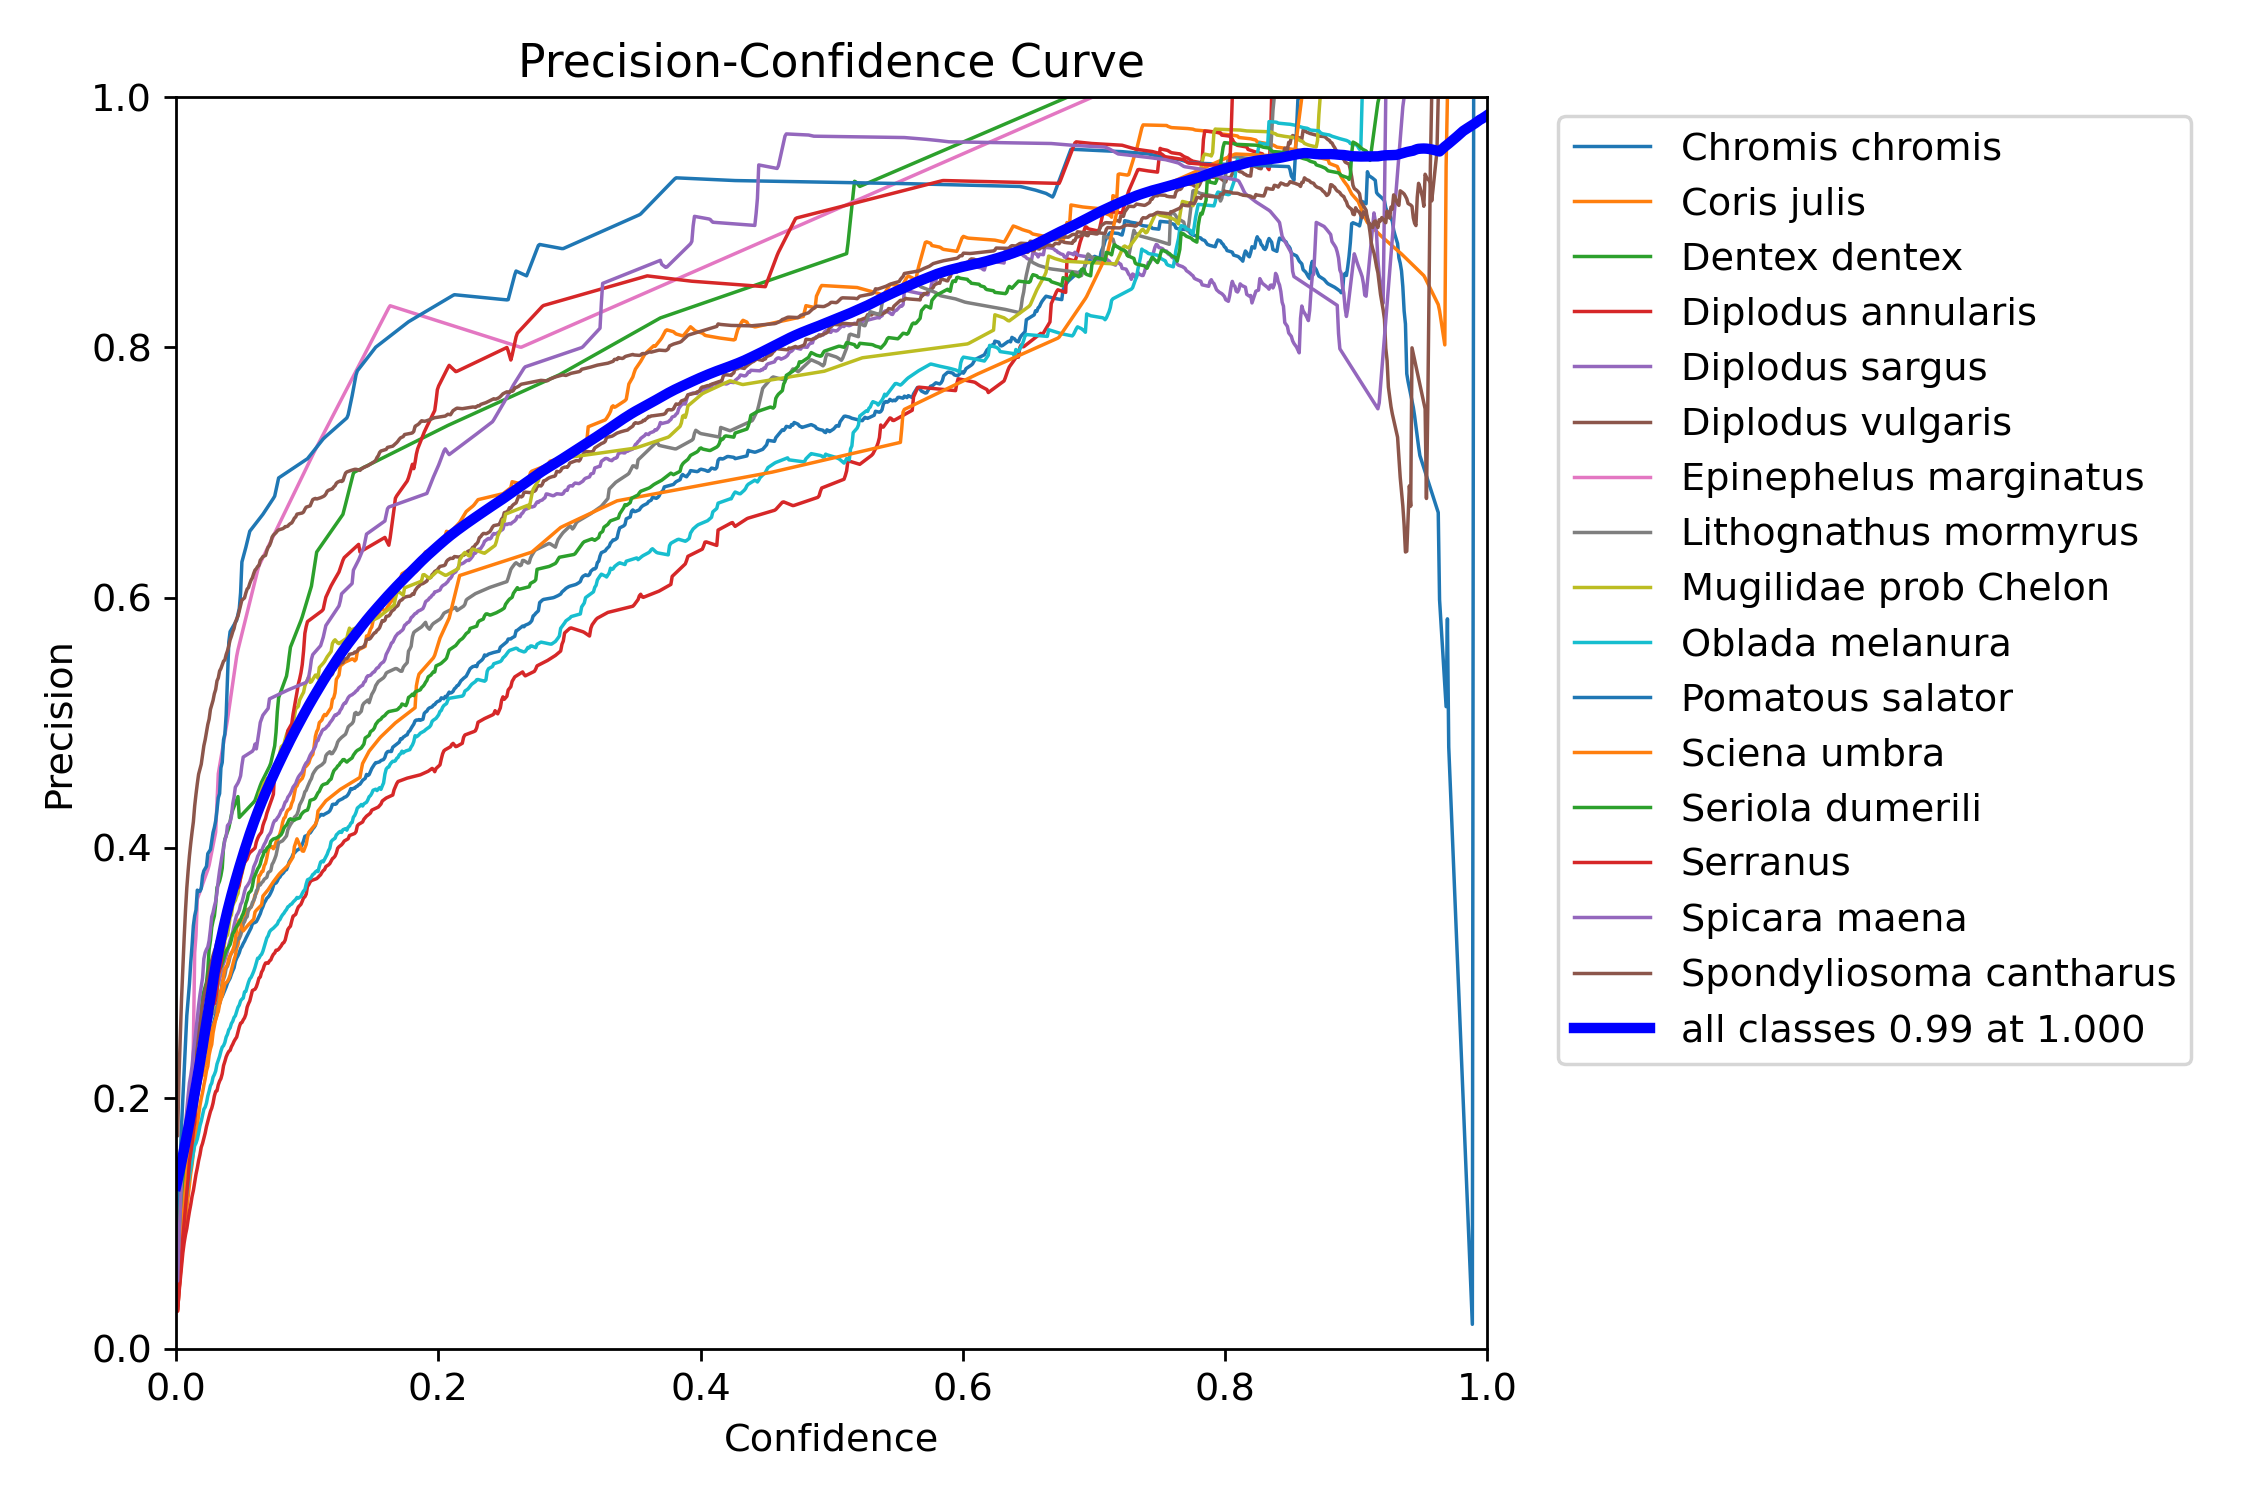 Precision-Confidence Curve
1.0
0.8
0.6
0.4
0.2
0.0
Precision
0.0 0.2 0.4 0.6 0.8 1.0
Confidence
Chromis chromis
Coris julis
Dentex dentex
Diplodus annularis
Diplodus sargus
Diplodus vulgaris
Epinephelus marginatus
Lithognathus mormyrus
Mugilidae prob Chelon
Oblada melanura
Pomatous salator
Sciena umbra
Seriola dumerili
Serranus
Spicara maena
Spondyliosoma cantharus
all classes 0.99 at 1.000